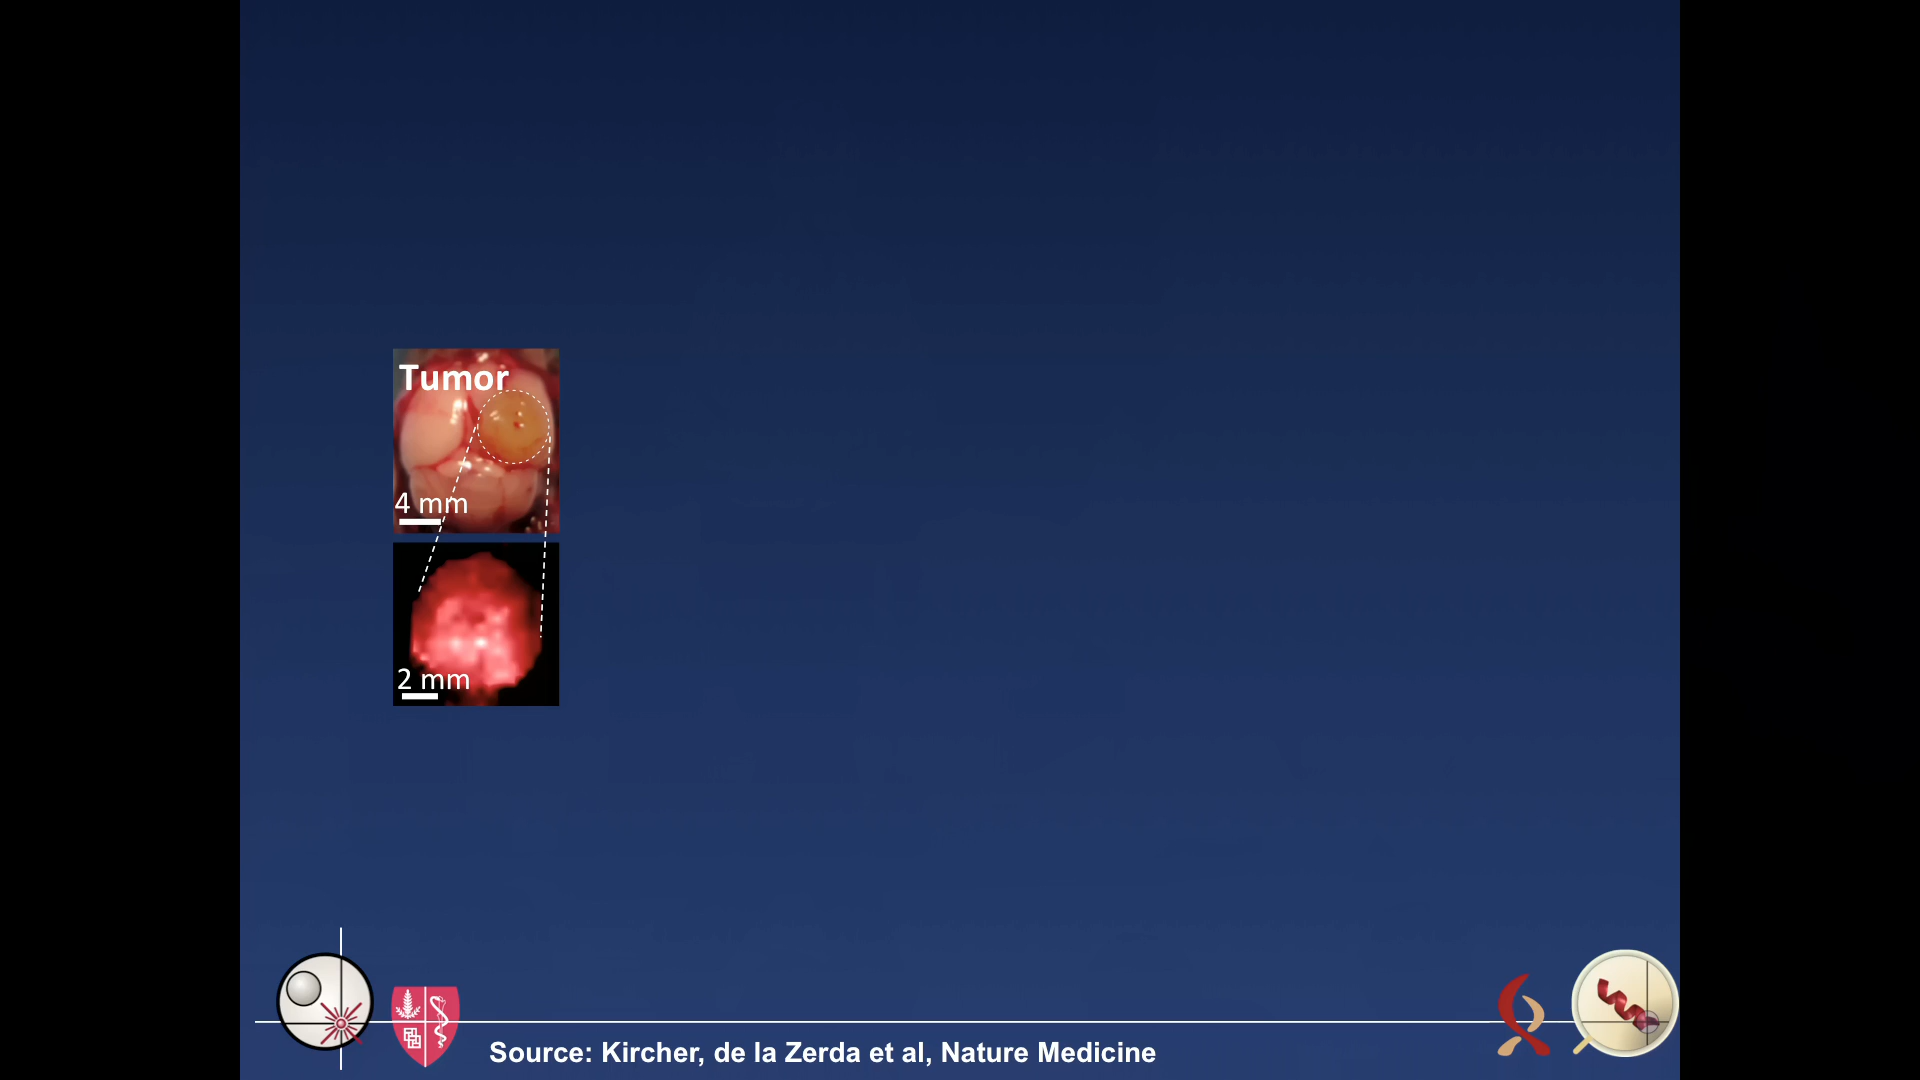 Tumor
4 mm
2 mm
Source: Kircher, de la Zerda et al, Nature Medicine